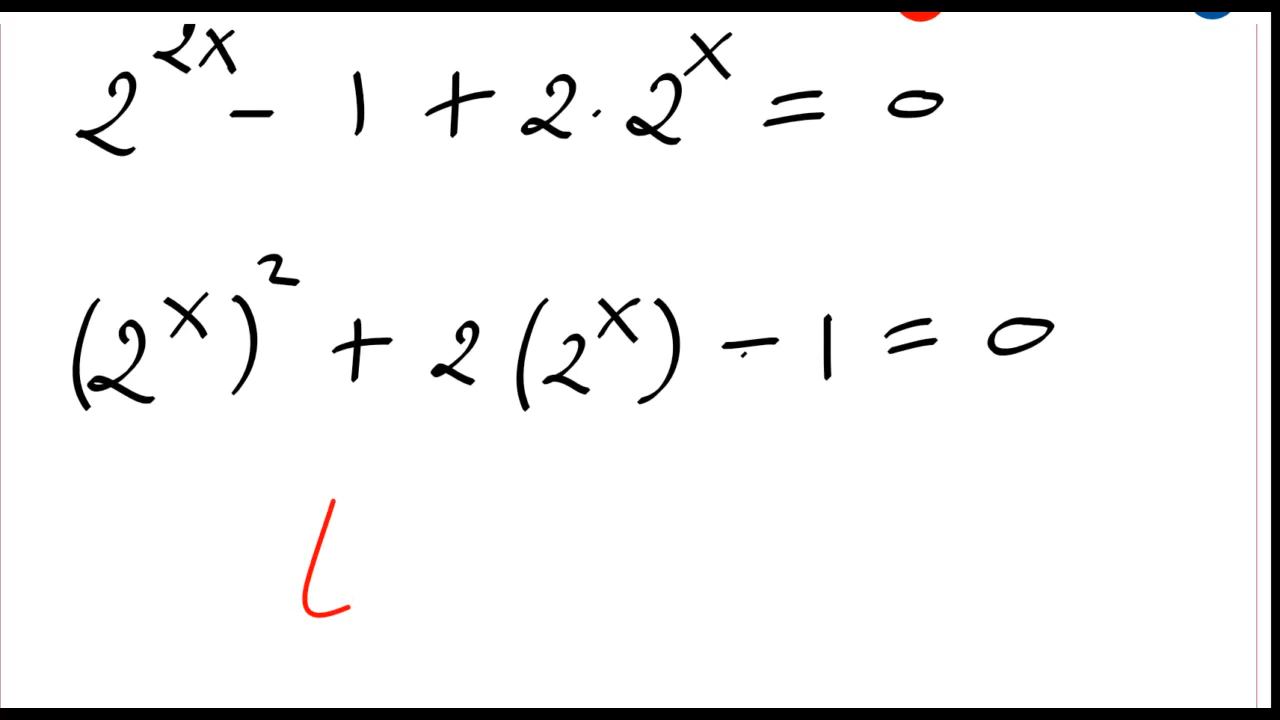 2^{2x} - 1 + 2 · 2^x = 0
(2^x)^2 + 2(2^x) - 1 = 0
L